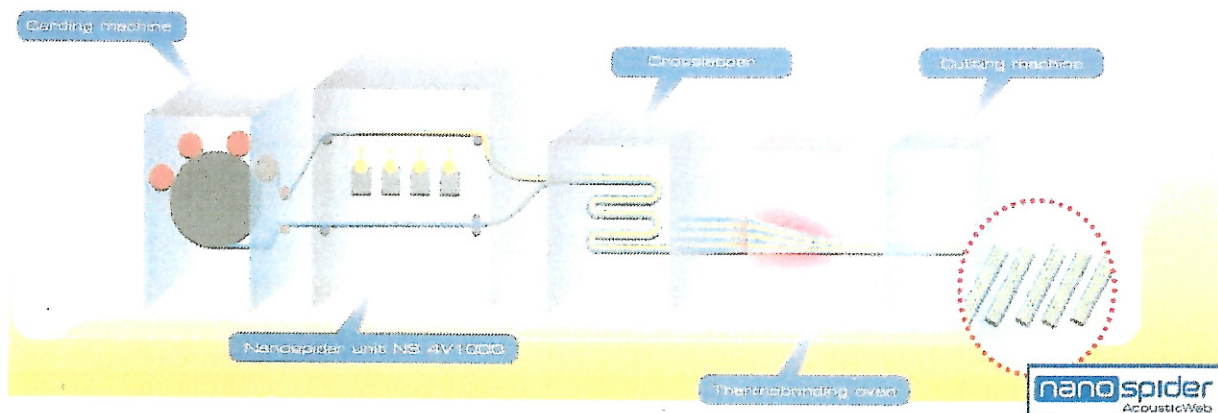 Carding machine
Crosslapper
Cutting machine
Nanospider unit NS 4V1000
Thermobonding oven
nanospider
AcousticWeb